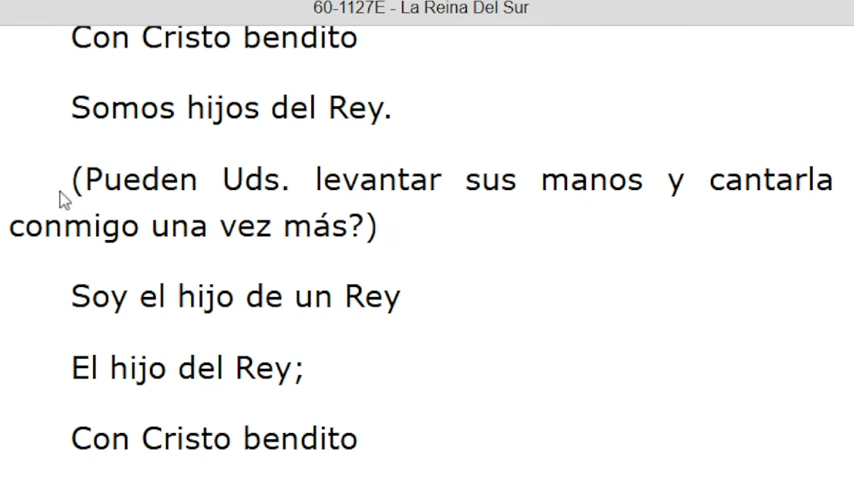 60-1127E - La Reina Del Sur
Con Cristo bendito
Somos hijos del Rey.
(Pueden Uds. levantar sus manos y cantarla
conmigo una vez más?)
Soy el hijo de un Rey
El hijo del Rey;
Con Cristo bendito